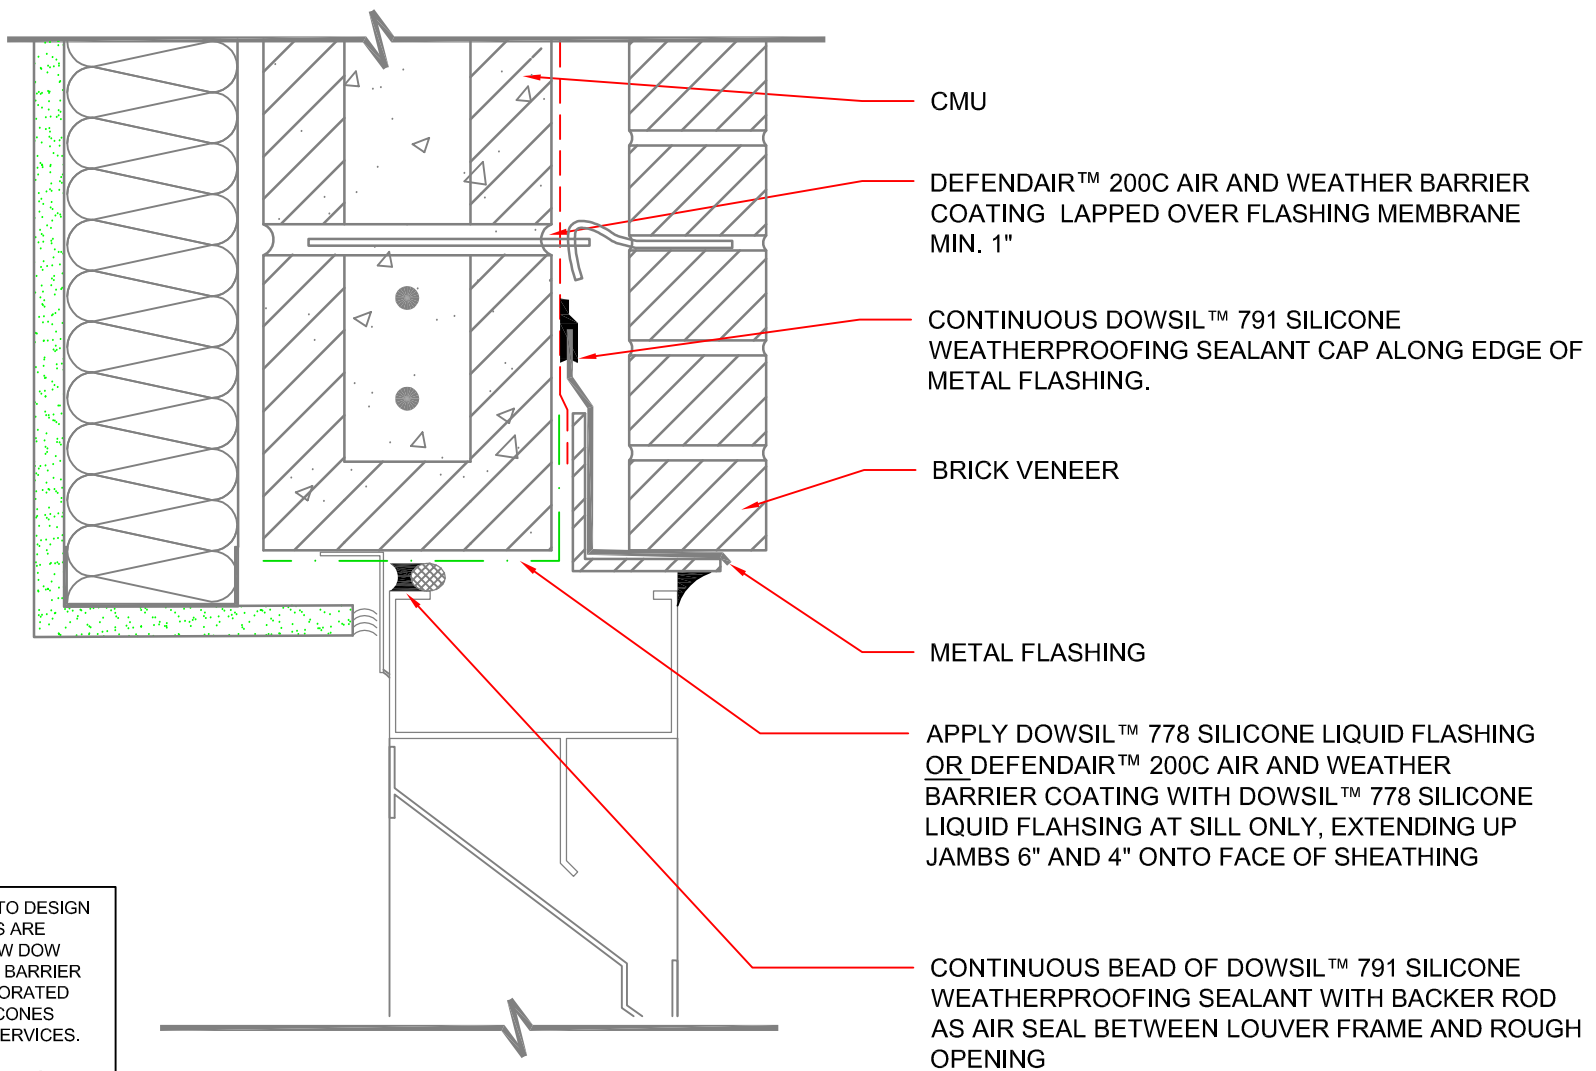 CMU
DEFENDAIR™ 200C AIR AND WEATHER BARRIER
COATING LAPPED OVER FLASHING MEMBRANE
MIN. 1"
CONTINUOUS DOWSIL™ 791 SILICONE
WEATHERPROOFING SEALANT CAP ALONG EDGE OF
METAL FLASHING.
BRICK VENEER
METAL FLASHING
APPLY DOWSIL™ 778 SILICONE LIQUID FLASHING
OR DEFENDAIR™ 200C AIR AND WEATHER
BARRIER COATING WITH DOWSIL™ 778 SILICONE
LIQUID FLAHSING AT SILL ONLY, EXTENDING UP
JAMBS 6" AND 4" ONTO FACE OF SHEATHING
CONTINUOUS BEAD OF DOWSIL™ 791 SILICONE
WEATHERPROOFING SEALANT WITH BACKER ROD
AS AIR SEAL BETWEEN LOUVER FRAME AND ROUGH
OPENING
TO DESIGN
ARE
DOW
BARRIER
ERVICES.